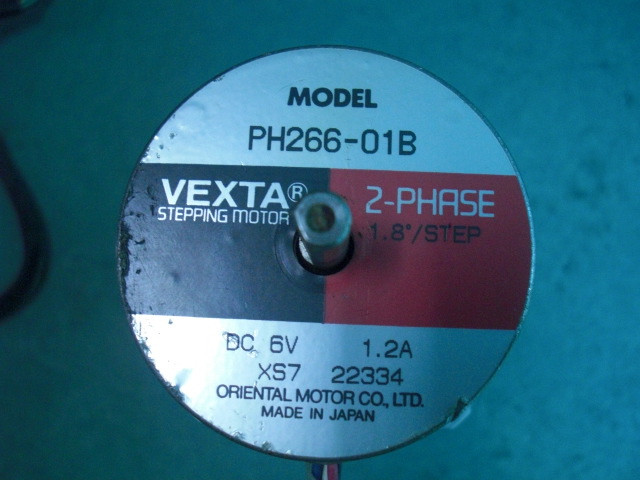 MODEL
PH266-01B
VEXTA®
STEPPING MOTOR
2-PHASE
1.8°/STEP
DC 6V 1.2A
XS7 22334
ORIENTAL MOTOR CO., LTD.
MADE IN JAPAN